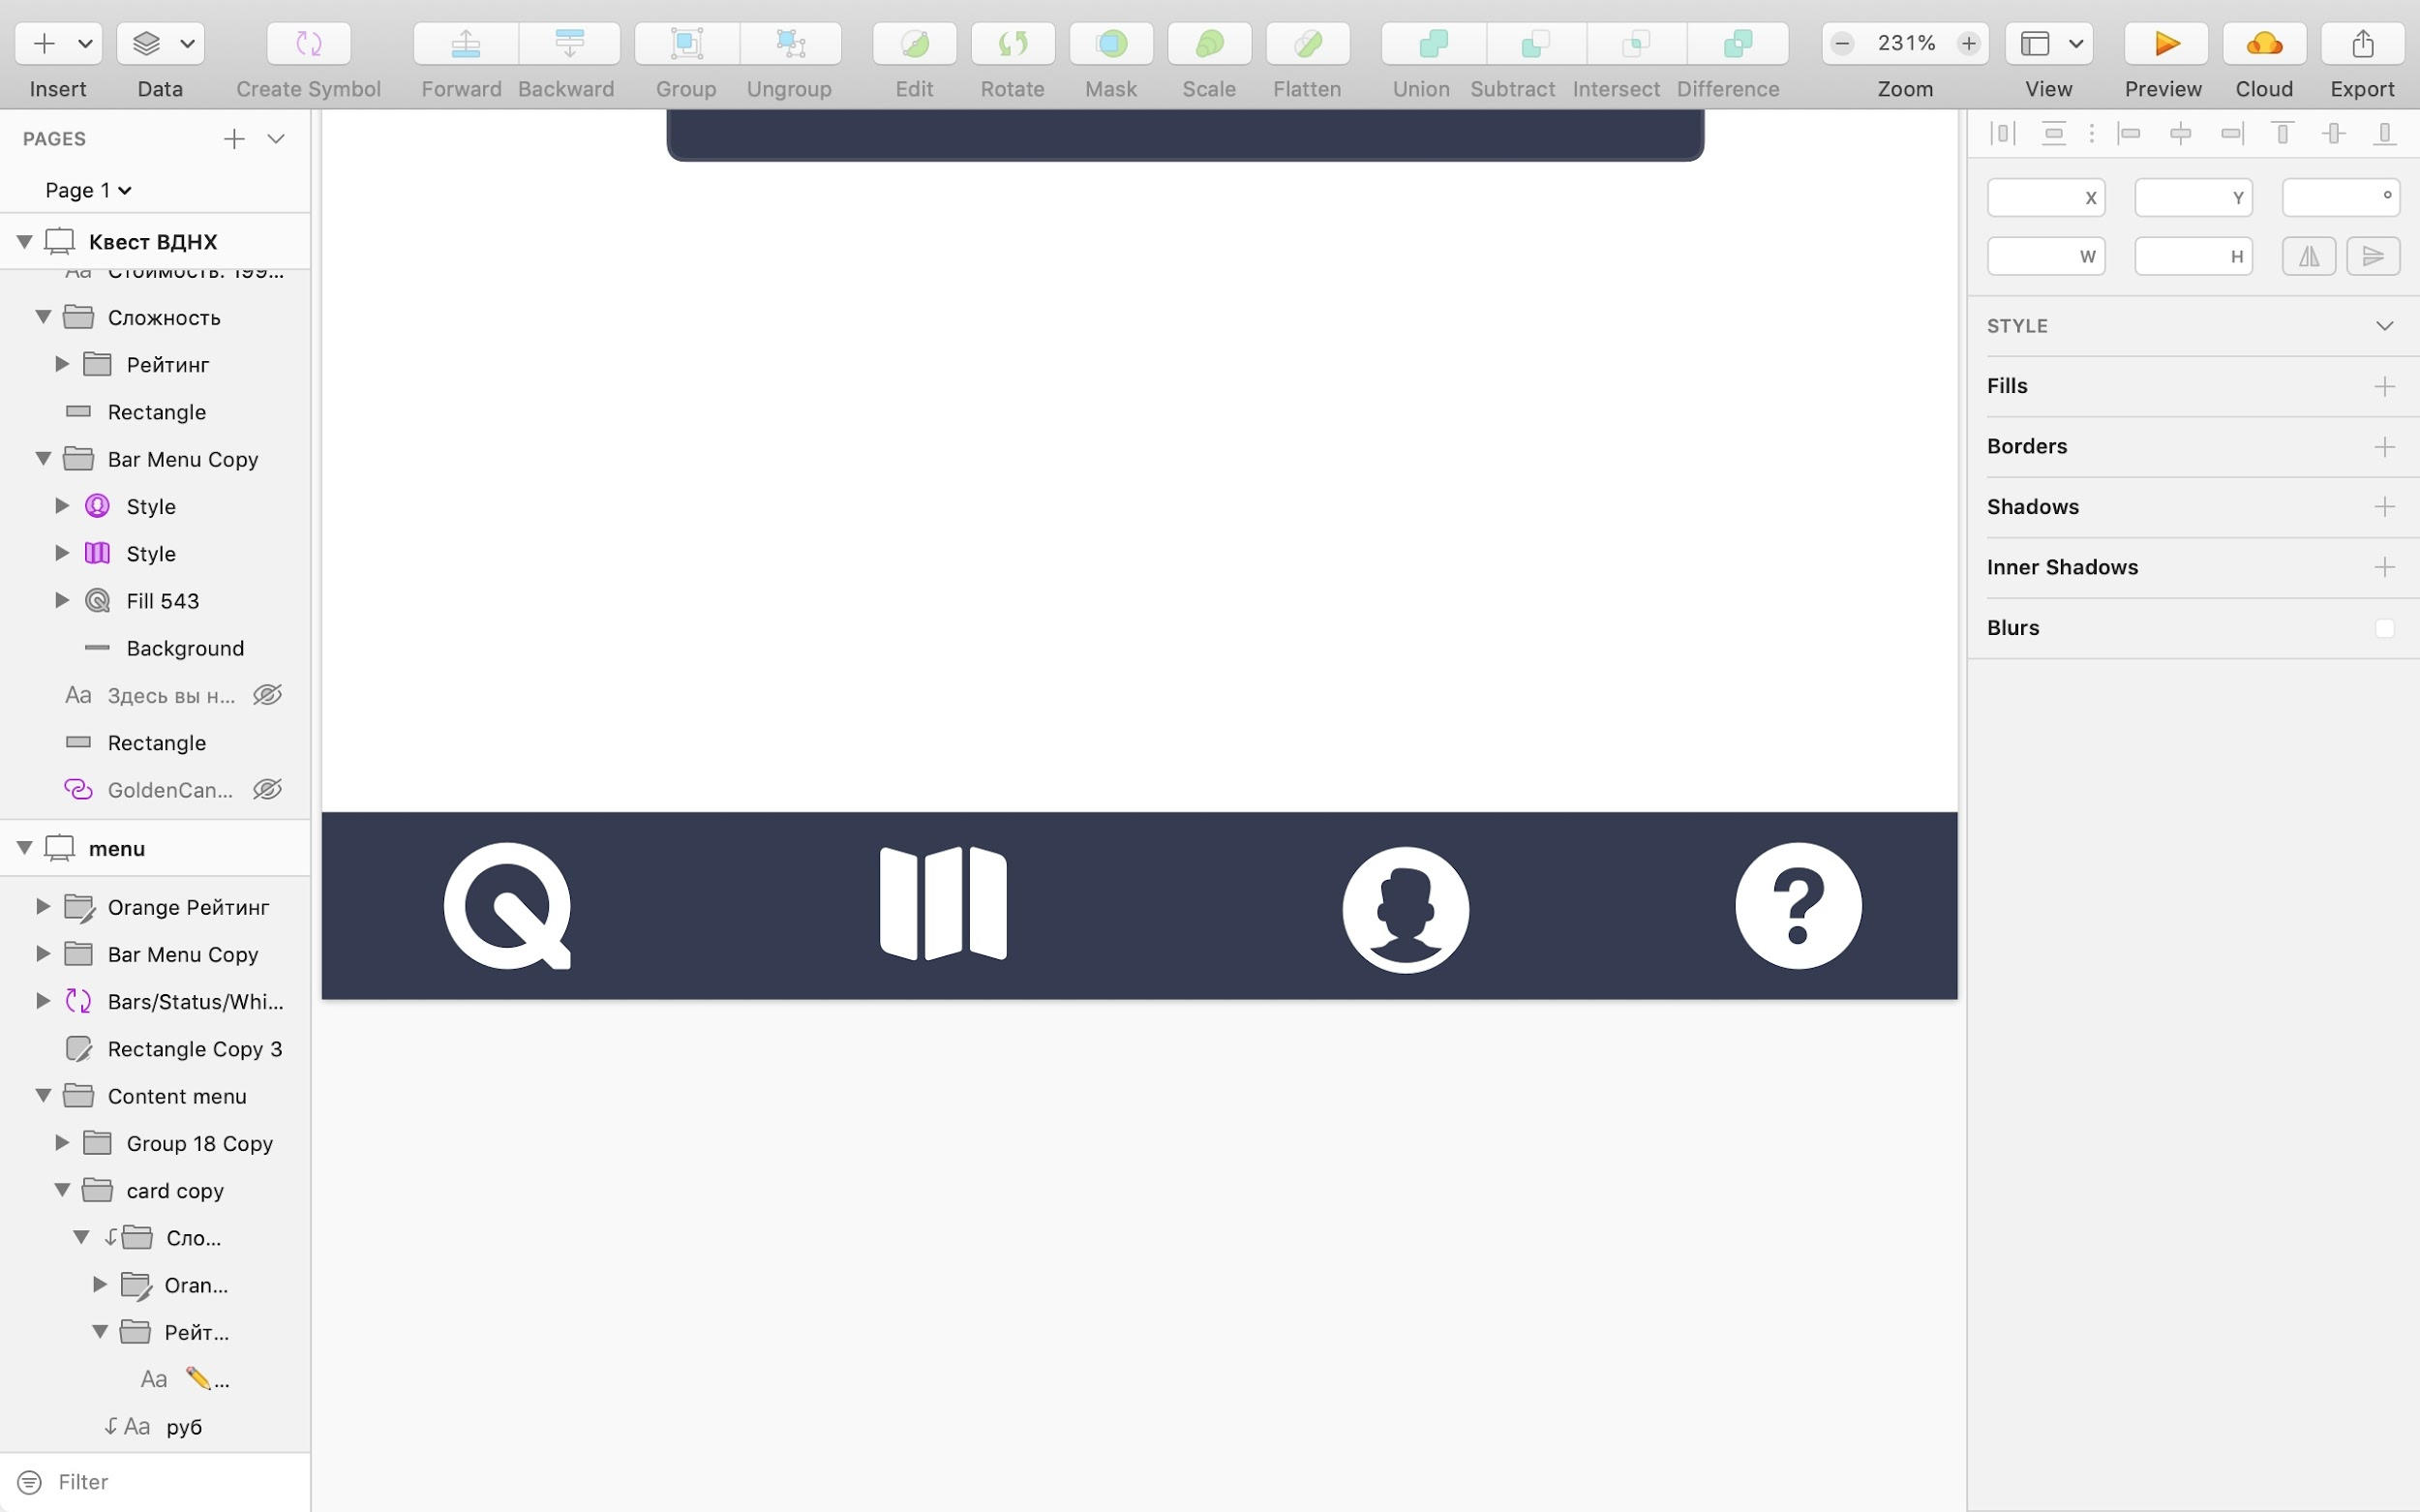 231%
Insert Data Create Symbol Forward Backward Group Ungroup Edit Rotate Mask Scale Flatten Union Subtract Intersect Difference Zoom View Preview Cloud Export
PAGES
Page 1
Квест ВДНХ
Aa Стоимость: 199...
Сложность
Рейтинг
Rectangle
Bar Menu Copy
Style
Style
Fill 543
Background
Aa Здесь вы н...
Rectangle
GoldenCan...
menu
Orange Рейтинг
Bar Menu Copy
Bars/Status/Whi...
Rectangle Copy 3
Content menu
Group 18 Copy
card copy
Сло...
Oran...
Рейт...
Aa ✏️...
Aa руб
Filter
Q ?
X Y °
W H
STYLE
Fills
Borders
Shadows
Inner Shadows
Blurs